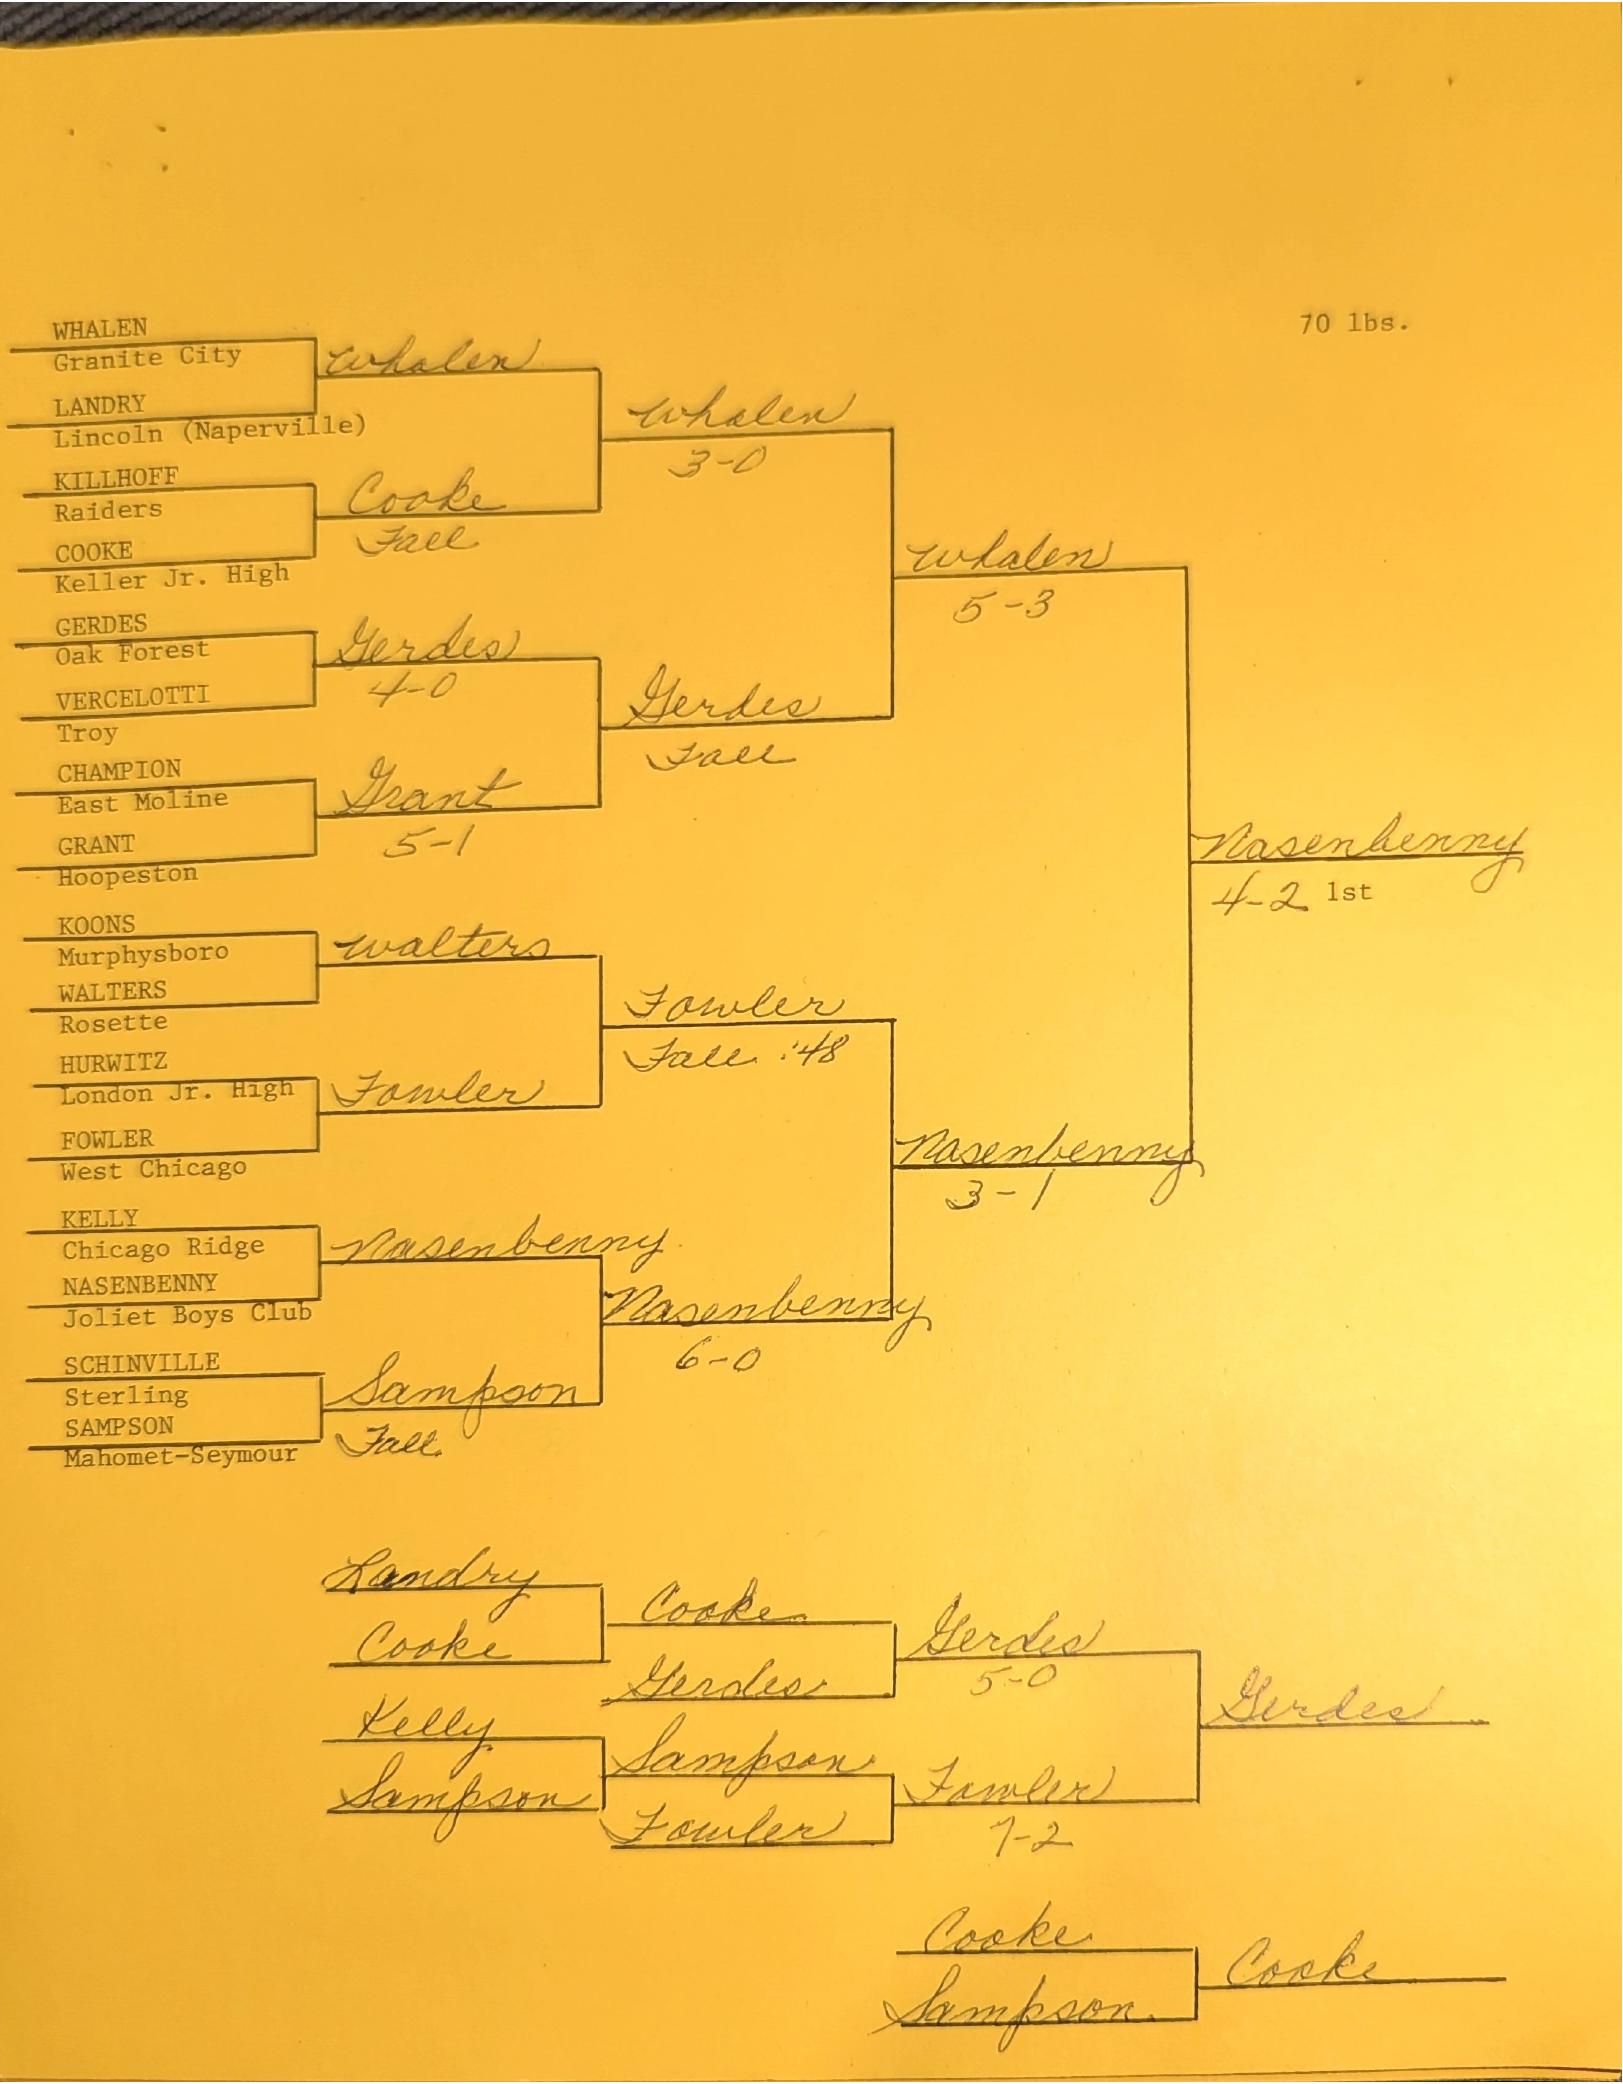 70 lbs.
WHALEN
Granite City
Whalen
LANDRY
Lincoln (Naperville)
Whalen
3-0
KILLHOFF
Raiders
Cooke
Fall
COOKE
Keller Jr. High
Whalen
5-3
GERDES
Oak Forest
Gerdes
4-0
VERCELOTTI
Troy
Gerdes
Fall
CHAMPION
East Moline
Grant
5-1
GRANT
Hoopeston
Nasenbenny
4-2 1st
KOONS
Murphysboro
Walters
WALTERS
Rosette
Fowler
Fall :48
HURWITZ
London Jr. High
Fowler
FOWLER
West Chicago
Nasenbenny
3-1
KELLY
Chicago Ridge
Nasenbenny
NASENBENNY
Joliet Boys Club
Nasenbenny
6-0
SCHINVILLE
Sterling
Sampson
Fall
SAMPSON
Mahomet-Seymour
Landry
Cooke
Cooke
Gerdes
Gerdes
5-0
Kelly
Sampson
Sampson
Fowler
Fowler
7-2
Gerdes
Cooke
Sampson
Cooke